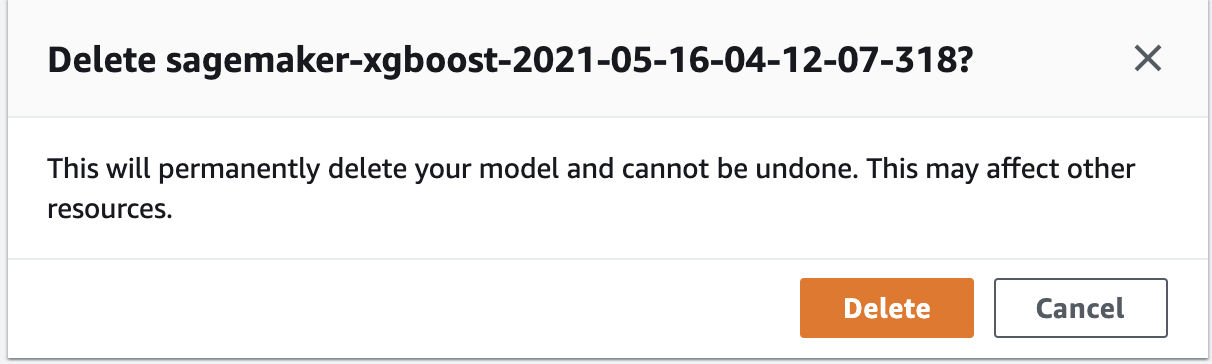 Delete sagemaker-xgboost-2021-05-16-04-12-07-318?
This will permanently delete your model and cannot be undone. This may affect other
resources.
Delete
Cancel